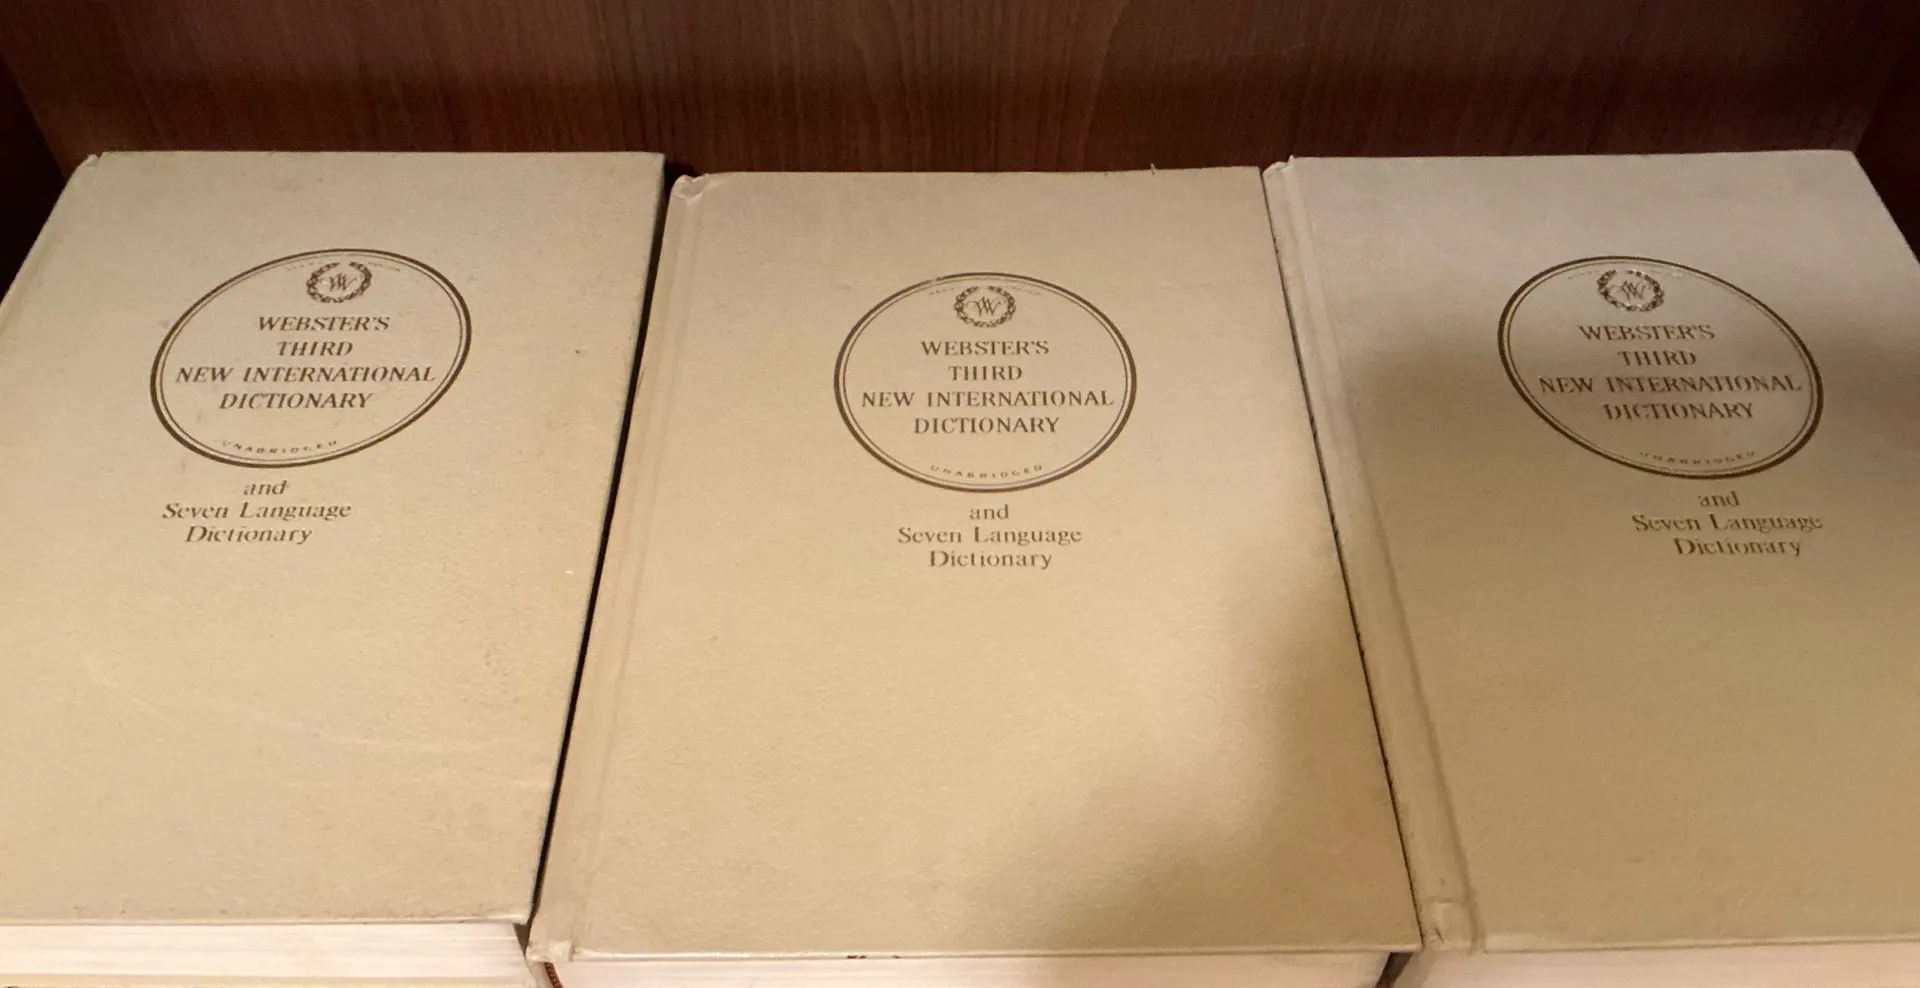 WEBSTER'S
THIRD
NEW INTERNATIONAL
DICTIONARY
UNABRIDGED
and
Seven Language
Dictionary
WEBSTER'S
THIRD
NEW INTERNATIONAL
DICTIONARY
UNABRIDGED
and
Seven Language
Dictionary
WEBSTER'S
THIRD
NEW INTERNATIONAL
DICTIONARY
UNABRIDGED
and
Seven Language
Dictionary